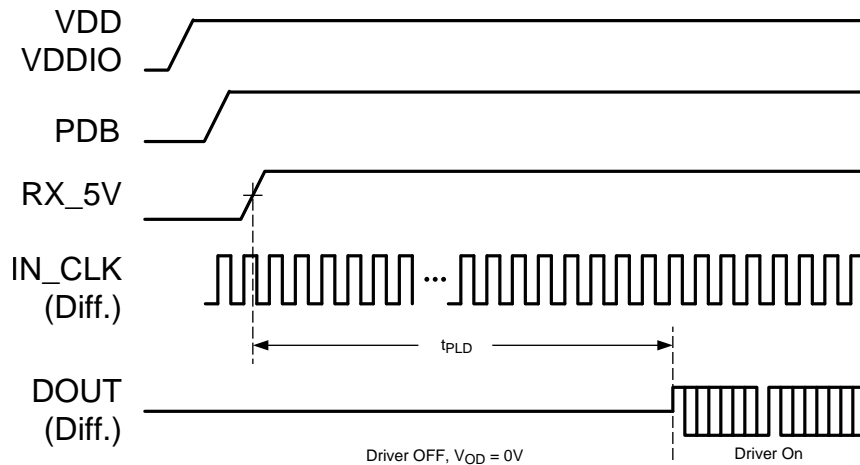 VDD
VDDIO
PDB
RX_5V
IN_CLK
(Diff.)
...
tPLD
DOUT
(Diff.)
Driver OFF, VOD = 0V
Driver On